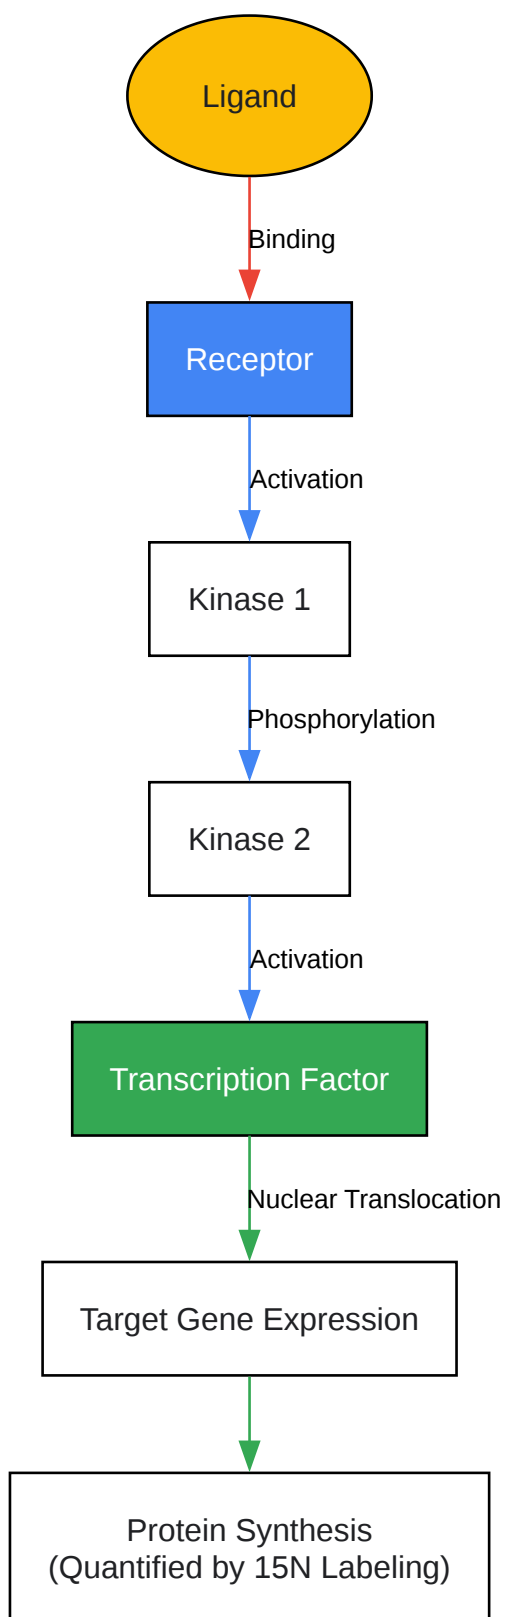 Ligand
Binding
Receptor
Activation
Kinase 1
Phosphorylation
Kinase 2
Activation
Transcription Factor
Nuclear Translocation
Target Gene Expression
Protein Synthesis
(Quantified by 15N Labeling)